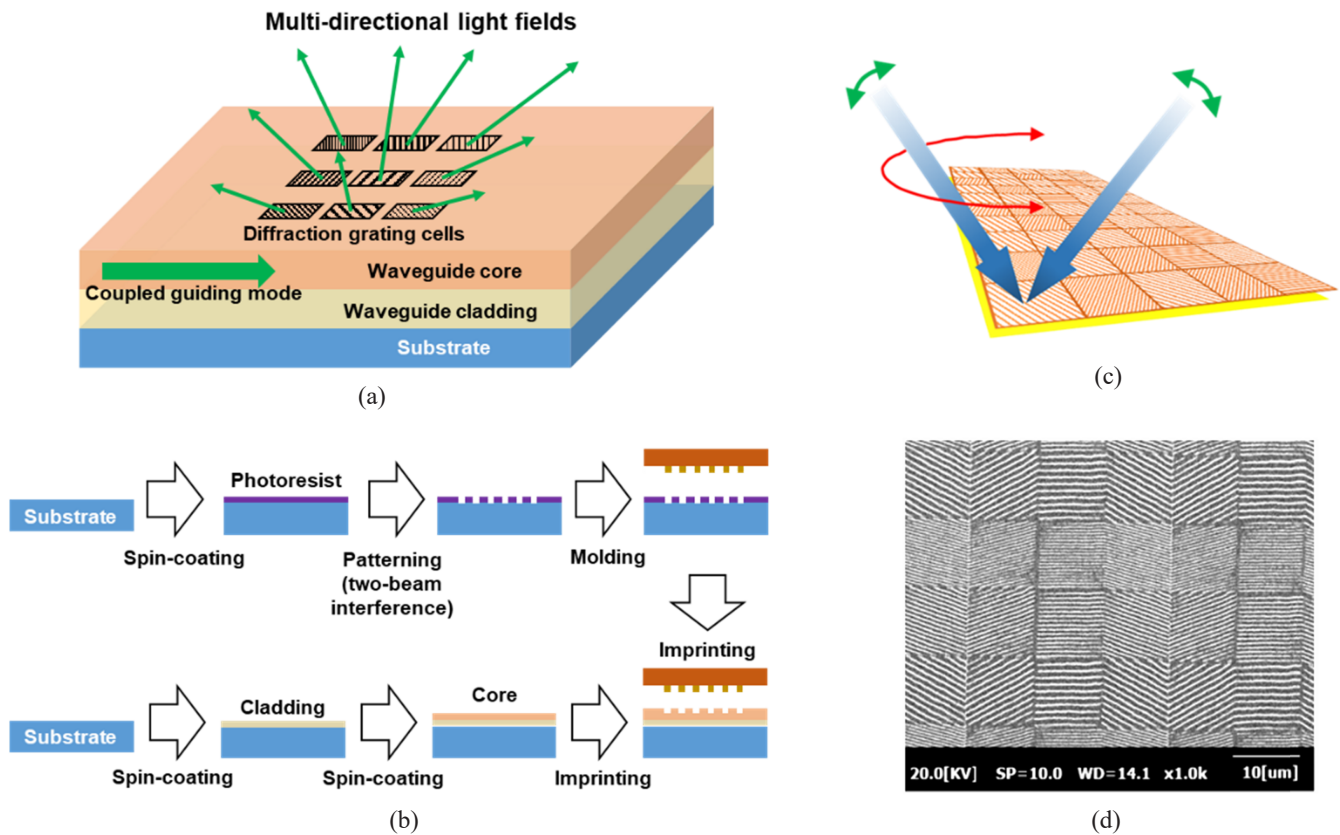 Multi-directional light fields
Diffraction grating cells
Waveguide core
Coupled guiding mode
Waveguide cladding
Substrate
(a)
(c)
Substrate
Spin-coating
Photoresist
Patterning
(two-beam
interference)
Molding
Imprinting
Substrate
Spin-coating
Cladding
Spin-coating
Core
Imprinting
(b)
20.0[KV] SP=10.0 WD=14.1 x1.0k 10[um]
(d)